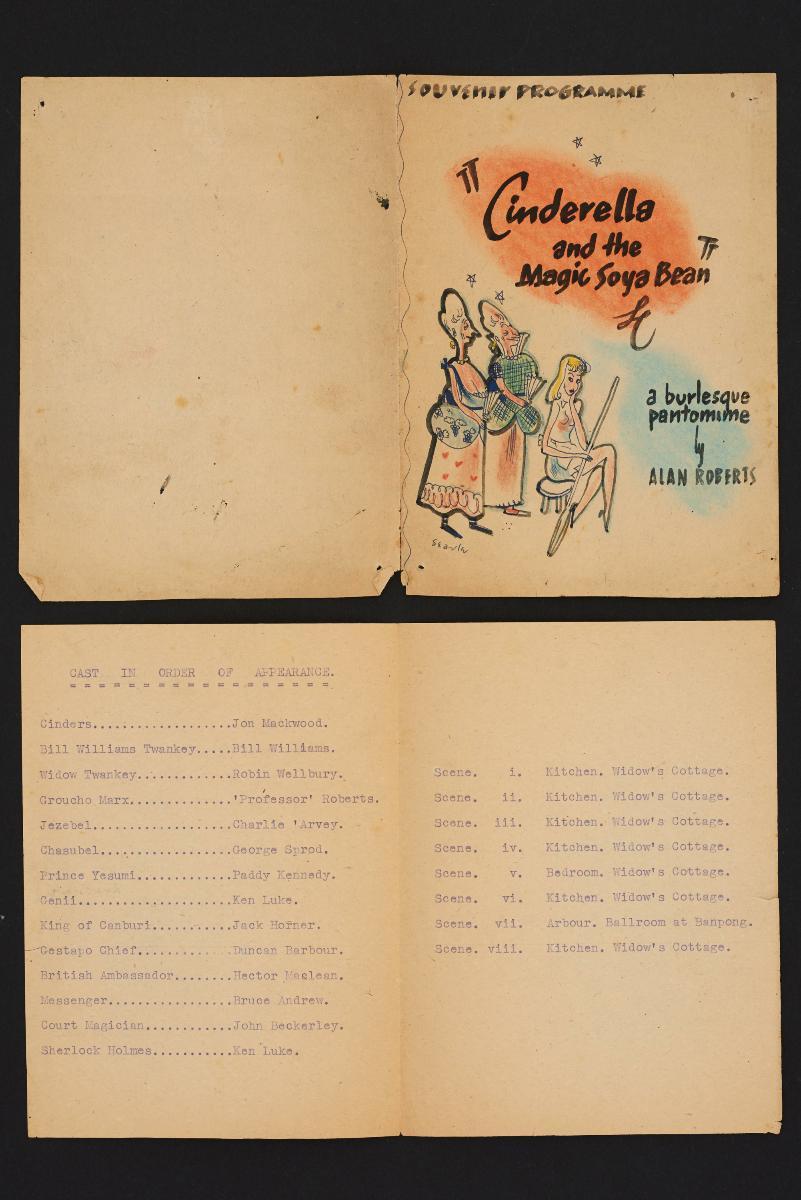 SOUVENIR PROGRAMME
Cinderella
and the
Magic Soya Bean
a burlesque
pantomime
by
ALAN ROBERTS
Searle
CAST IN ORDER OF APPEARANCE.
Cinders...................Jon Mackwood.
Bill Williams Twankey.....Bill Williams.
Widow Twankey.............Robin Wellbury.
Groucho Marx..............'Professor' Roberts.
Jezebel...................Charlie 'Arvey.
Chasubel..................George Sprod.
Prince Yesumi.............Paddy Kennedy.
Genii.....................Ken Luke.
King of Canburi...........Jack Horner.
Gestapo Chief.............Duncan Barbour.
British Ambassador........Hector Maclean.
Messenger.................Bruce Andrew.
Court Magician............John Beckerley.
Sherlock Holmes...........Ken Luke.
Scene. i. Kitchen. Widow's Cottage.
Scene. ii. Kitchen. Widow's Cottage.
Scene. iii. Kitchen. Widow's Cottage.
Scene. iv. Kitchen. Widow's Cottage.
Scene. v. Bedroom. Widow's Cottage.
Scene. vi. Kitchen. Widow's Cottage.
Scene. vii. Arbour. Ballroom at Banpong.
Scene. viii. Kitchen. Widow's Cottage.